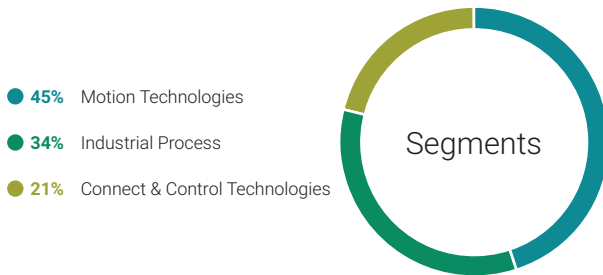 45% Motion Technologies
34% Industrial Process
21% Connect & Control Technologies
Segments